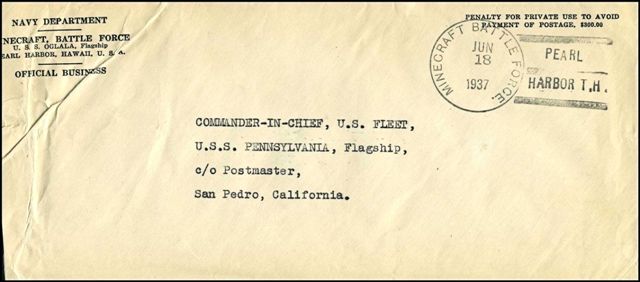 NAVY DEPARTMENT
INECRAFT, BATTLE FORCE
U. S. S. OGLALA, Flagship
EARL HARBOR, HAWAII, U. S. A.
OFFICIAL BUSINESS
PENALTY FOR PRIVATE USE TO AVOID
PAYMENT OF POSTAGE, $300.00
MINECRAFT BATTLE FORCE.
JUN
18
1937
PEARL
HARBOR T.H.
COMMANDER-IN-CHIEF, U.S. FLEET,
U.S.S. PENNSYLVANIA, Flagship,
c/o Postmaster,
San Pedro, California.